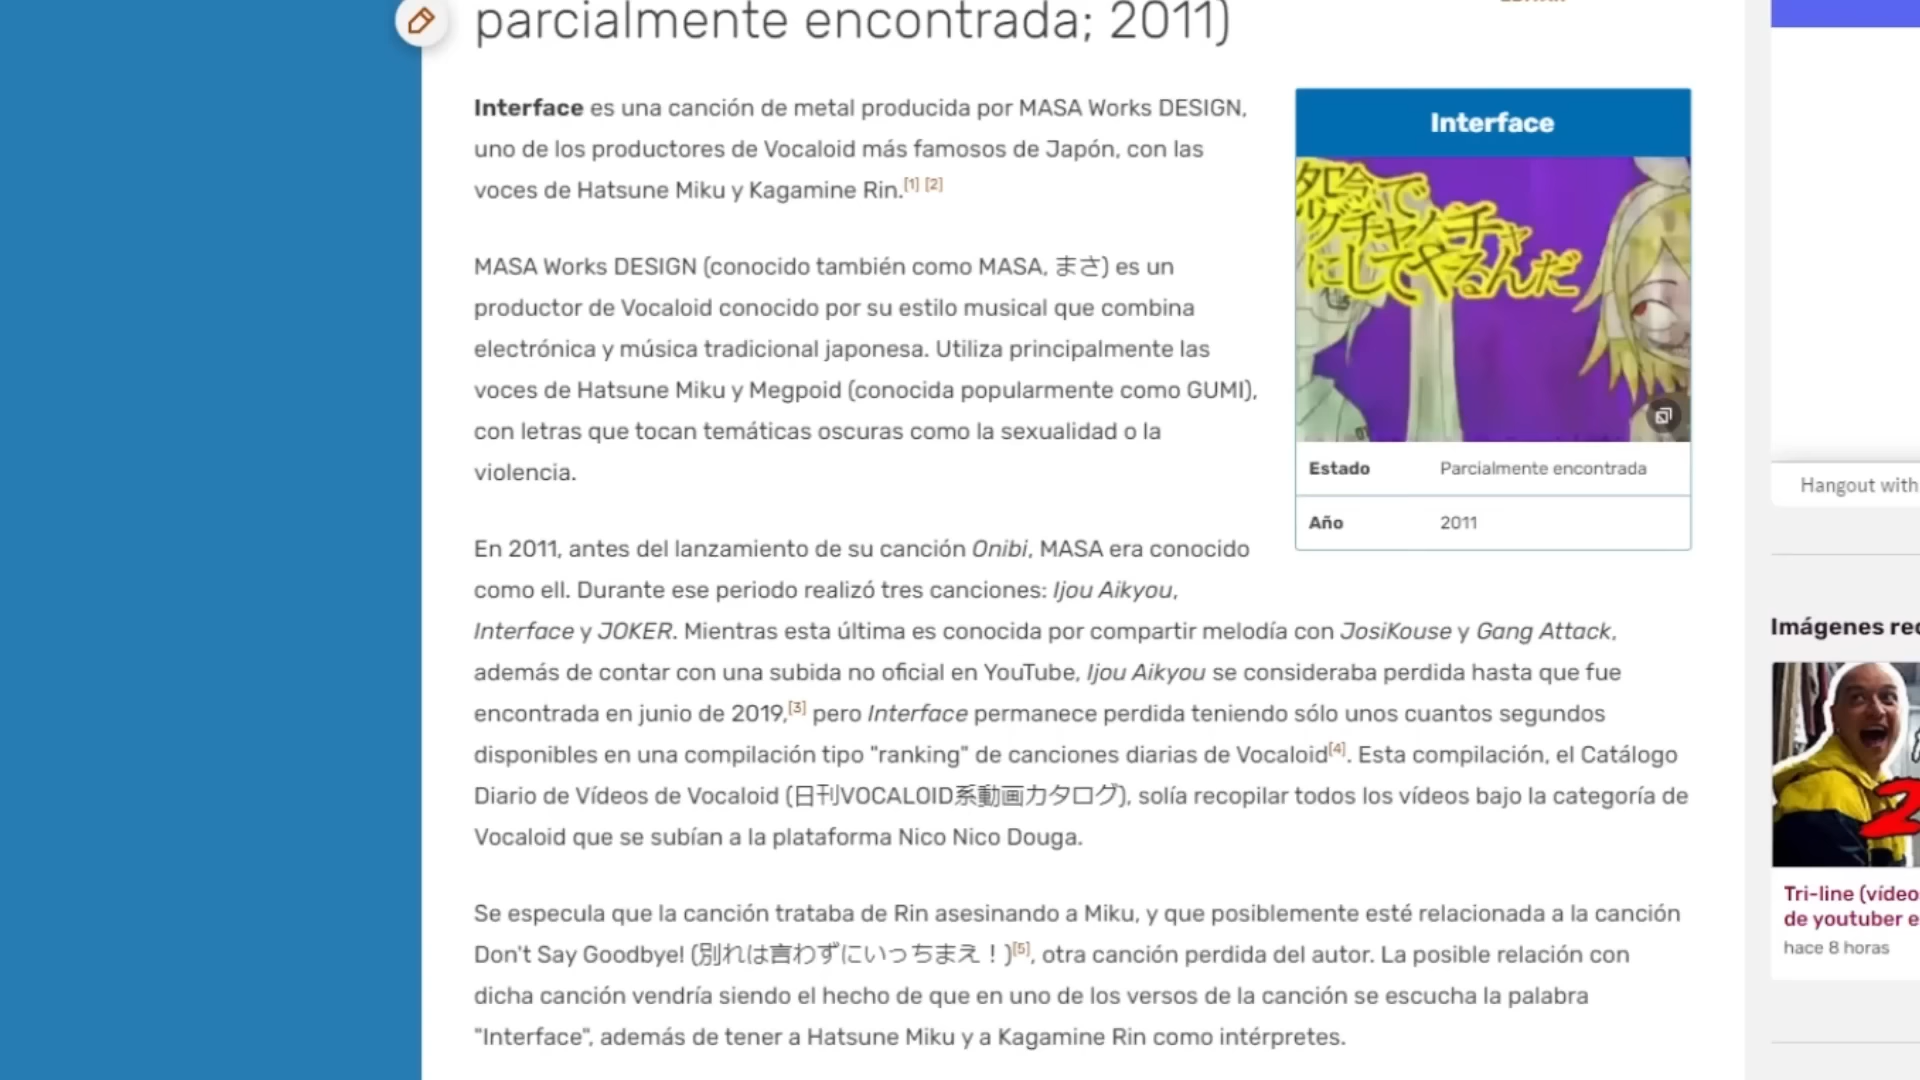 parcialmente encontrada; 2011)
Interface es una canción de metal producida por MASA Works DESIGN,
uno de los productores de Vocaloid más famosos de Japón, con las
voces de Hatsune Miku y Kagamine Rin.[1] [2]
MASA Works DESIGN (conocido también como MASA, まさ) es un
productor de Vocaloid conocido por su estilo musical que combina
electrónica y música tradicional japonesa. Utiliza principalmente las
voces de Hatsune Miku y Megpoid (conocida popularmente como GUMI),
con letras que tocan temáticas oscuras como la sexualidad o la
violencia.
En 2011, antes del lanzamiento de su canción Onibi, MASA era conocido
como ell. Durante ese periodo realizó tres canciones: Ijou Aikyou,
Interface y JOKER. Mientras esta última es conocida por compartir melodía con JosiKouse y Gang Attack,
además de contar con una subida no oficial en YouTube, Ijou Aikyou se consideraba perdida hasta que fue
encontrada en junio de 2019,[3] pero Interface permanece perdida teniendo sólo unos cuantos segundos
disponibles en una compilación tipo "ranking" de canciones diarias de Vocaloid[4]. Esta compilación, el Catálogo
Diario de Vídeos de Vocaloid (日刊VOCALOID系動画カタログ), solía recopilar todos los vídeos bajo la categoría de
Vocaloid que se subían a la plataforma Nico Nico Douga.
Se especula que la canción trataba de Rin asesinando a Miku, y que posiblemente esté relacionada a la canción
Don't Say Goodbye! (別れは言わずにいっちまえ！)[5], otra canción perdida del autor. La posible relación con
dicha canción vendría siendo el hecho de que en uno de los versos de la canción se escucha la palabra
"Interface", además de tener a Hatsune Miku y a Kagamine Rin como intérpretes.
Interface
怨念で
グチャグチャ
にしてやるんだ
Estado Parcialmente encontrada
Año 2011
Hangout with
Imágenes rec
2
Tri-line (vídeo
de youtuber e
hace 8 horas